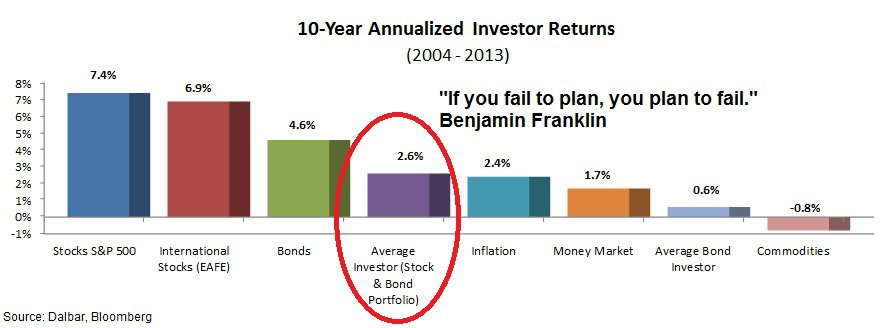 10-Year Annualized Investor Returns
(2004 - 2013)
"If you fail to plan, you plan to fail."
Benjamin Franklin
8%
7%
6%
5%
4%
3%
2%
1%
0%
-1%
7.4%
6.9%
4.6%
2.6%
2.4%
1.7%
0.6%
-0.8%
Stocks S&P 500
International
Stocks (EAFE)
Bonds
Average
Investor (Stock
& Bond
Portfolio)
Inflation
Money Market
Average Bond
Investor
Commodities
Source: Dalbar, Bloomberg